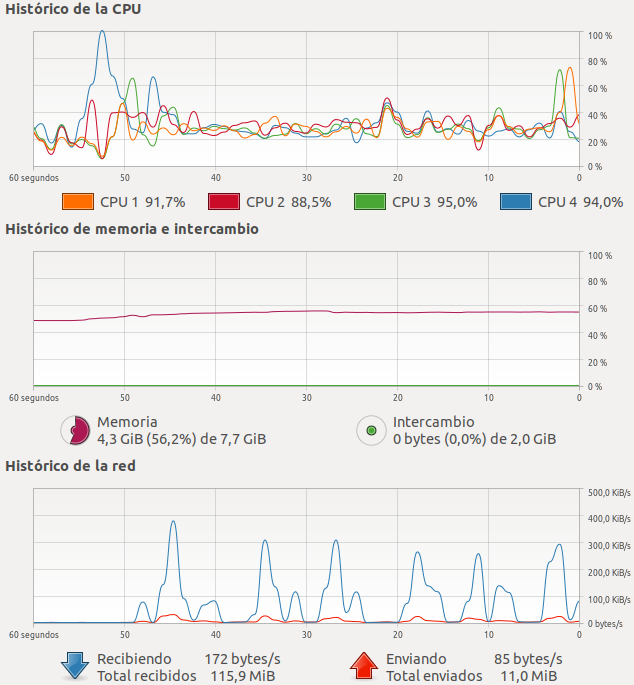 Histórico de la CPU
100 %
80 %
60 %
40 %
20 %
0 %
60 segundos 50 40 30 20 10 0
CPU 1 91,7% CPU 2 88,5% CPU 3 95,0% CPU 4 94,0%
Histórico de memoria e intercambio
100 %
80 %
60 %
40 %
20 %
0 %
60 segundos 50 40 30 20 10 0
Memoria Intercambio
4,3 GiB (56,2%) de 7,7 GiB 0 bytes (0,0%) de 2,0 GiB
Histórico de la red
500,0 KiB/s
400,0 KiB/s
300,0 KiB/s
200,0 KiB/s
100,0 KiB/s
0 bytes/s
60 segundos 50 40 30 20 10 0
Recibiendo 172 bytes/s Enviando 85 bytes/s
Total recibidos 115,9 MiB Total enviados 11,0 MiB